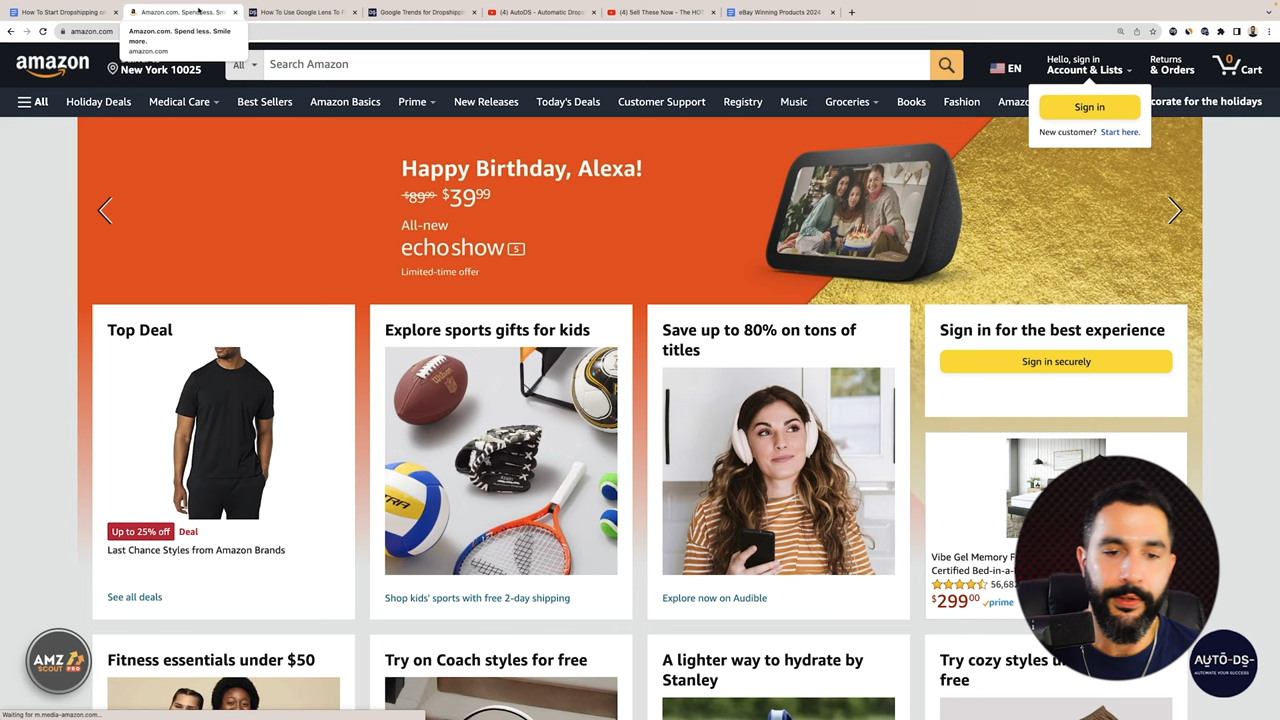 How To Start Dropshipping on
Amazon.com. Spend less. Sm
How To Use Google Lens To F
Google Trends for Dropshippin
(4) AutoDS - Automatic Drops
(4) Sell These Now - The HOT
eBay Winning Products 2024
amazon.com
Amazon.com. Spend less. Smile
more.
amazon.com
amazon
New York 10025
All
Search Amazon
EN
Hello, sign in
Account & Lists
Returns
& Orders
0
Cart
All
Holiday Deals
Medical Care
Best Sellers
Amazon Basics
Prime
New Releases
Today's Deals
Customer Support
Registry
Music
Groceries
Books
Fashion
Amaz
corate for the holidays
Sign in
New customer? Start here.
Happy Birthday, Alexa!
$8999 $3999
All-new
echo show 5
Limited-time offer
Top Deal
Up to 25% off Deal
Last Chance Styles from Amazon Brands
See all deals
Explore sports gifts for kids
Wilson
Shop kids' sports with free 2-day shipping
Save up to 80% on tons of
titles
Explore now on Audible
Sign in for the best experience
Sign in securely
Vibe Gel Memory F
Certified Bed-in-a-
56,68
$29900 prime
Fitness essentials under $50
Try on Coach styles for free
A lighter way to hydrate by
Stanley
Try cozy styles
free
AMZ
SCOUT PRO
AUTO-DS-
AUTOMATE YOUR SUCCESS
Waiting for m.media-amazon.com...